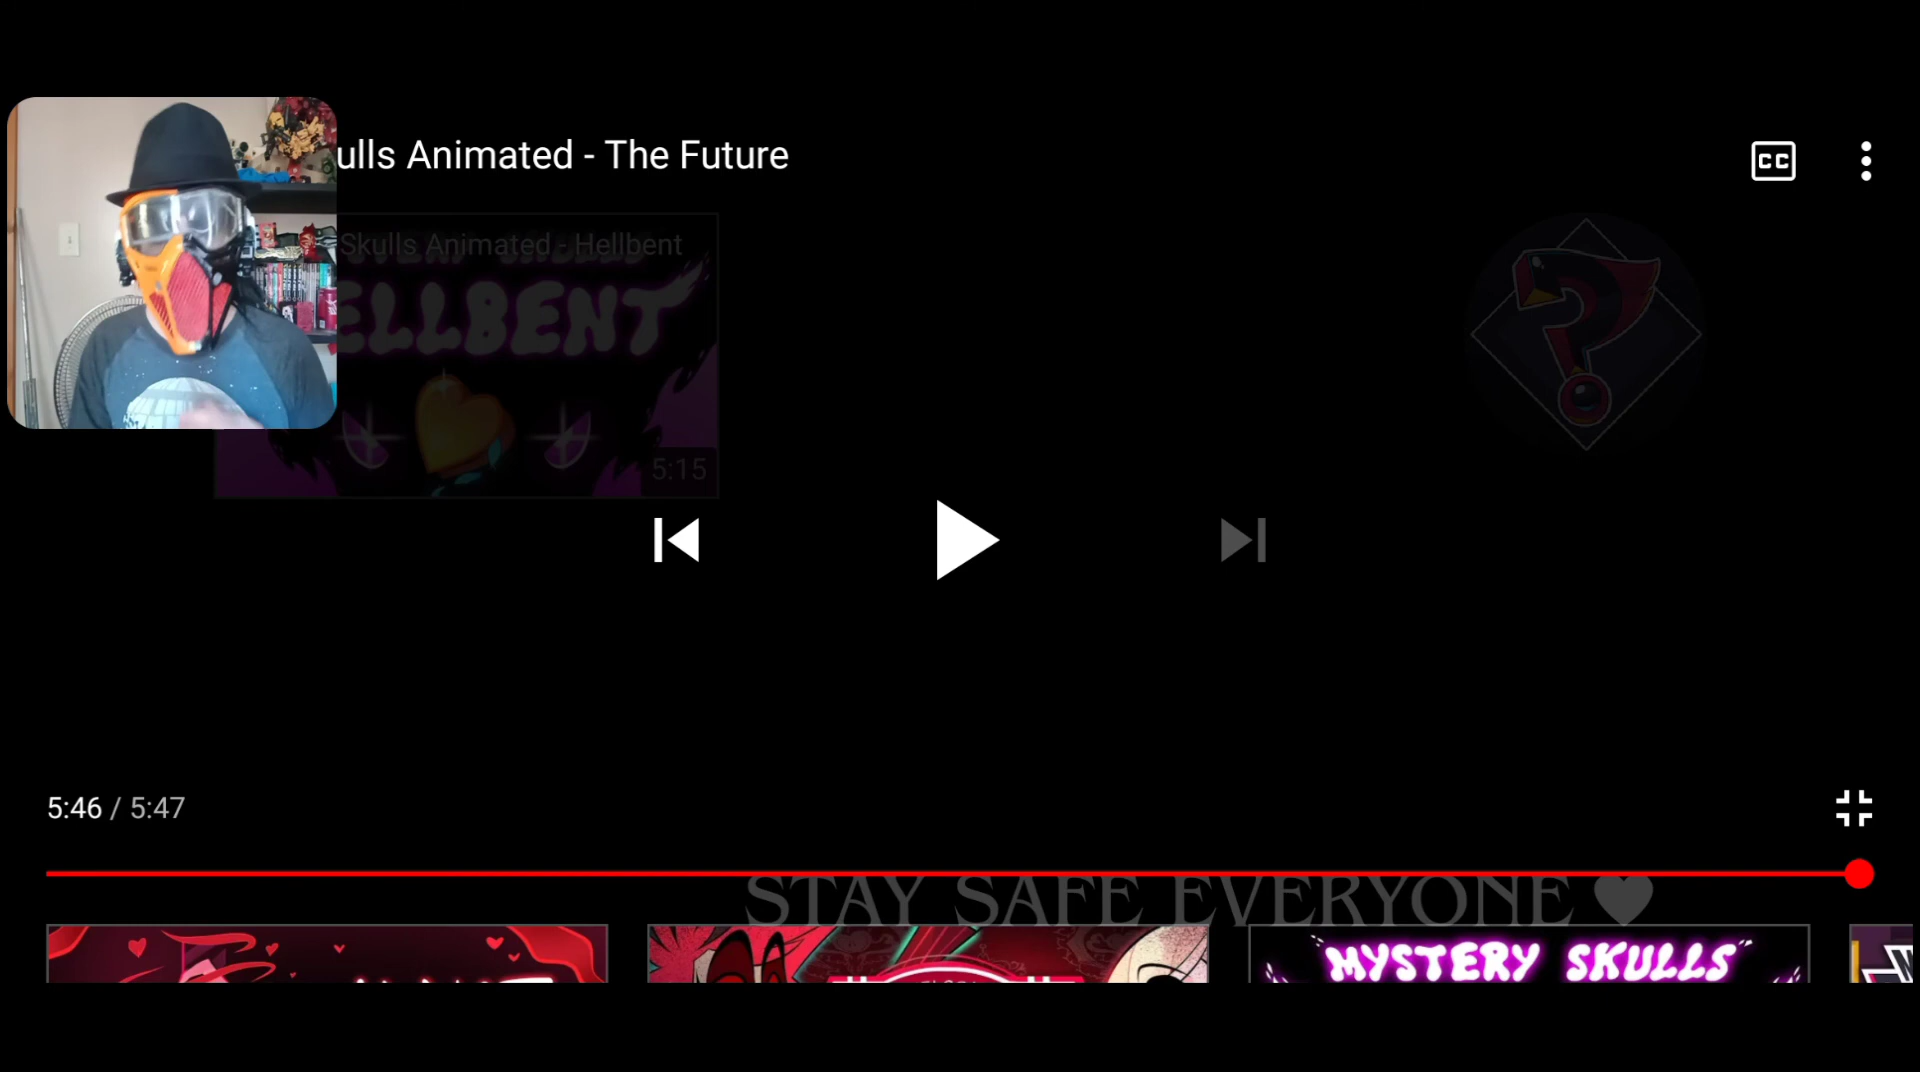 ulls Animated - The Future
CC
Skulls Animated - Hellbent
ELLBENT
5:15
5:46 / 5:47
STAY SAFE EVERYONE
MYSTERY SKULLS